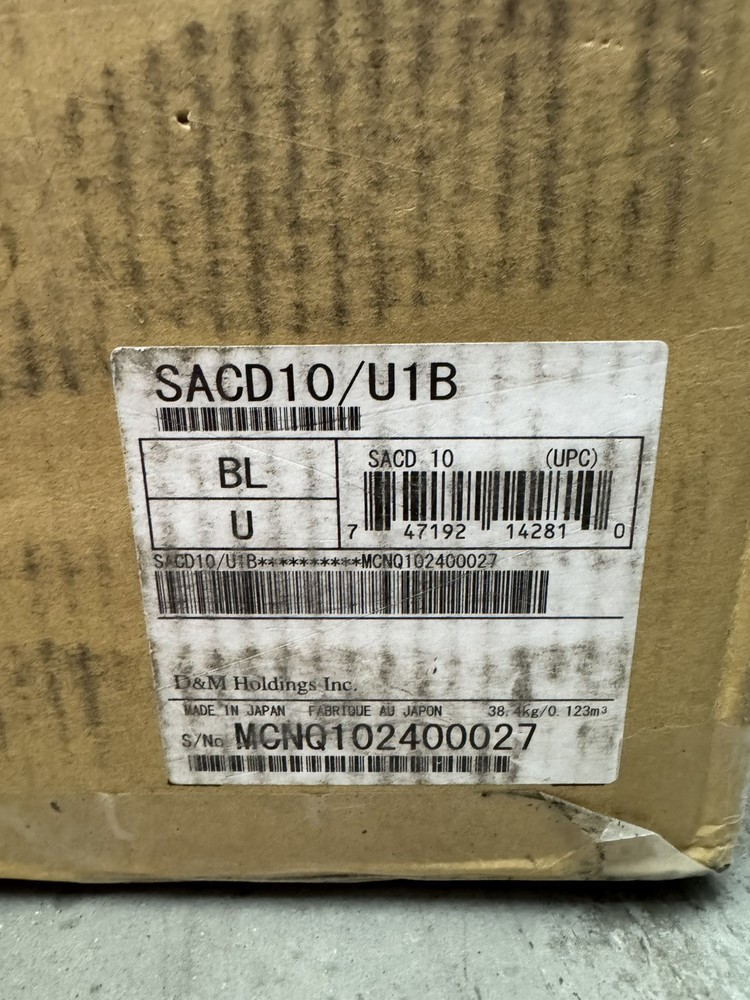 SACD10/U1B
BL
U
SACD 10 (UPC)
7 47192 14281 0
SACD10/U1B**********MCNQ102400027
D&M Holdings Inc.
MADE IN JAPAN FABRIQUE AU JAPON 38.4kg/0.123m³
S/No. MCNQ102400027